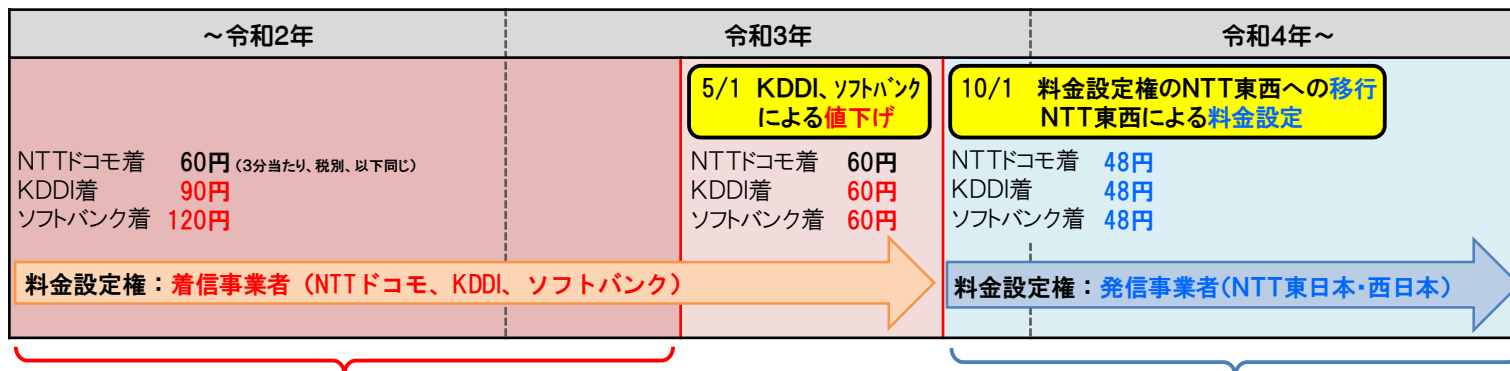 ～令和2年
令和3年
令和4年～
5/1 KDDI、ソフトバンク
による値下げ
10/1 料金設定権のNTT東西への移行
NTT東西による料金設定
NTTドコモ着 60円（3分当たり、税別、以下同じ）
KDDI着 90円
ソフトバンク着 120円
NTTドコモ着 60円
KDDI着 60円
ソフトバンク着 60円
NTTドコモ着 48円
KDDI着 48円
ソフトバンク着 48円
料金設定権：着信事業者（NTTドコモ、KDDI、ソフトバンク）
料金設定権：発信事業者（NTT東日本・西日本）